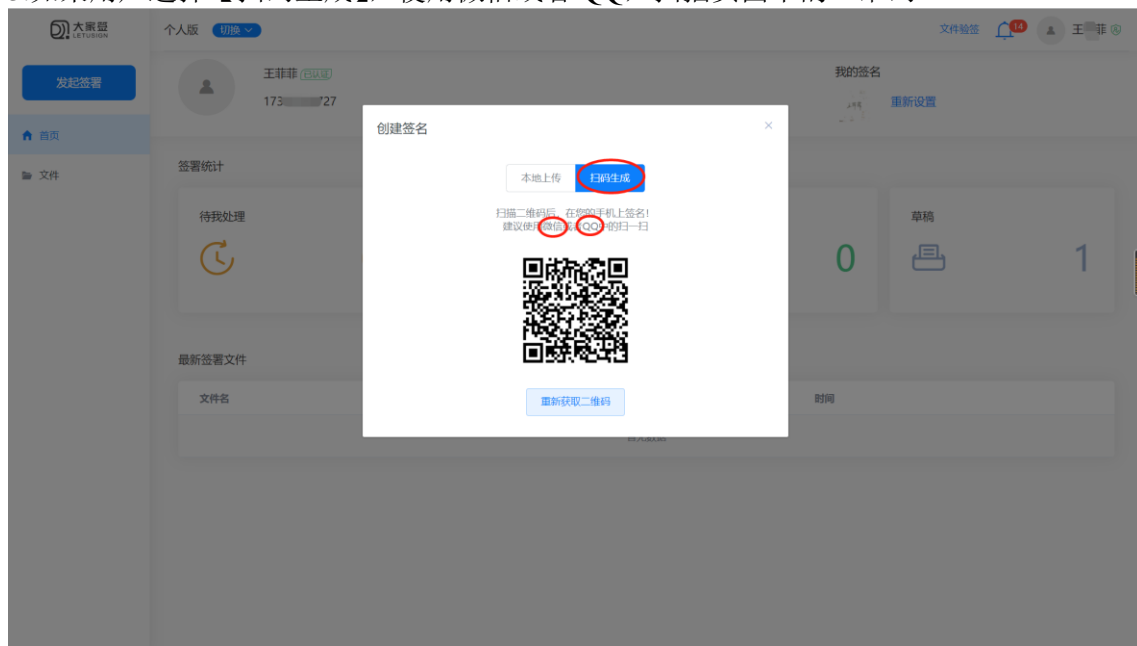 大家签
LETUSIGN
个人版 切换
文件验签 14 王 菲
发起签署
王菲菲 已认证
173 727
我的签名
重新设置
首页
文件
创建签名
本地上传 扫码生成
扫描二维码后,在您的手机上签名!
建议使用微信或者QQ中的扫一扫
重新获取二维码
签署统计
待我处理
0
草稿
1
最新签署文件
文件名 时间